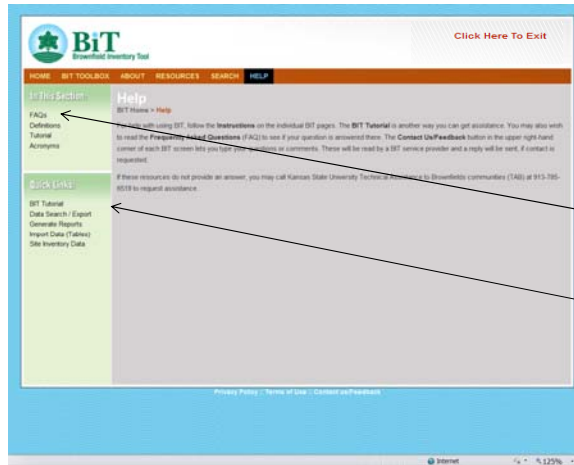 BiT
Brownfield Inventory Tool
Click Here To Exit
HOME BIT TOOLBOX ABOUT RESOURCES SEARCH HELP
In This Section:
FAQs
Definitions
Tutorial
Acronyms
Quick Links:
BIT Tutorial
Data Search / Export
Generate Reports
Import Data (Tables)
Site Inventory Data
Help
BIT Home > Help
For help with using BIT, follow the Instructions on the individual BIT pages. The BIT Tutorial is another way you can get assistance. You may also wish
to read the Frequently Asked Questions (FAQ) to see if your question is answered there. The Contact Us/Feedback button in the upper right-hand
corner of each BIT screen lets you type your questions or comments. These will be read by a BIT service provider and a reply will be sent, if contact is
requested.
If these resources do not provide an answer, you may call Kansas State University Technical Assistance to Brownfields communities (TAB) at 913-785-
6518 to request assistance.
Privacy Policy :: Terms of Use :: Contact us/Feedback
Internet 125%